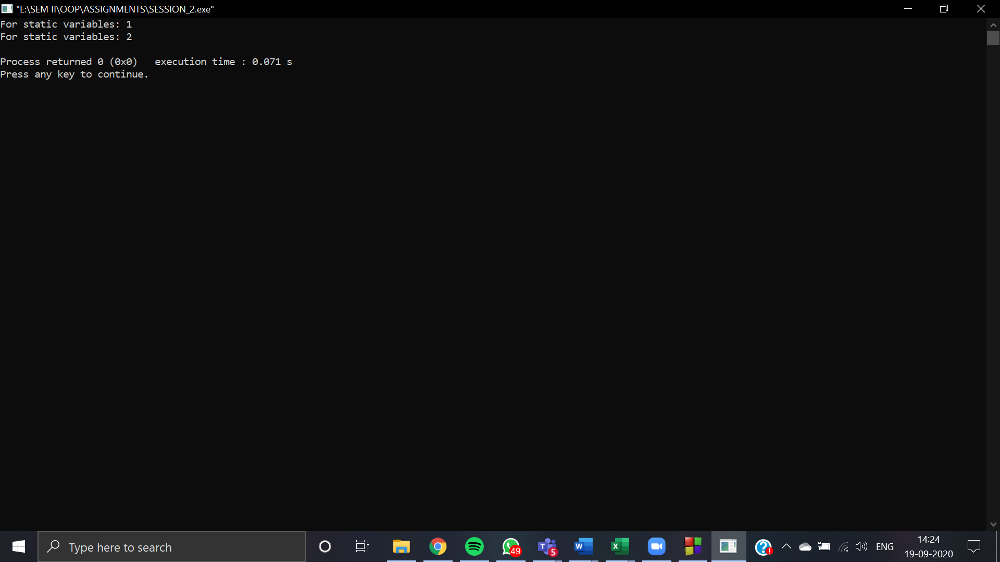 "E:\SEM II\OOP\ASSIGNMENTS\SESSION_2.exe"
For static variables: 1
For static variables: 2
Process returned 0 (0x0)   execution time : 0.071 s
Press any key to continue.
Type here to search
49
T
5
W
X
?
!
ENG
14:24
19-09-2020